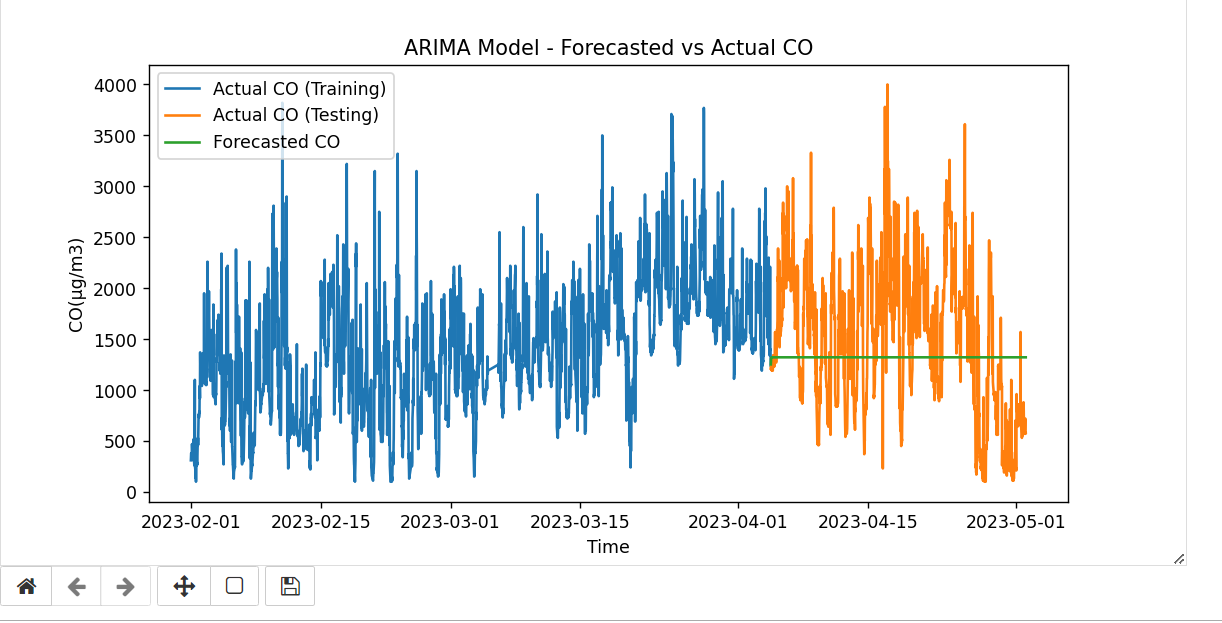 ARIMA Model - Forecasted vs Actual CO
Actual CO (Training)
Actual CO (Testing)
Forecasted CO
4000
3500
3000
2500
2000
1500
1000
500
0
CO(μg/m3)
2023-02-01 2023-02-15 2023-03-01 2023-03-15 2023-04-01 2023-04-15 2023-05-01
Time